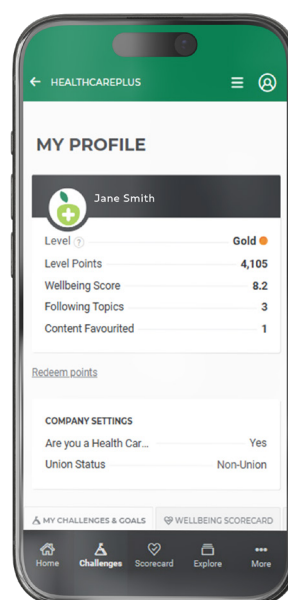 HEALTHCAREPLUS
MY PROFILE
Jane Smith
Level ?
Gold
Level Points 4,105
Wellbeing Score 8.2
Following Topics 3
Content Favourited 1
Redeem points
COMPANY SETTINGS
Are you a Health Car... Yes
Union Status Non-Union
MY CHALLENGES & GOALS WELLBEING SCORECARD
Home Challenges Scorecard Explore More